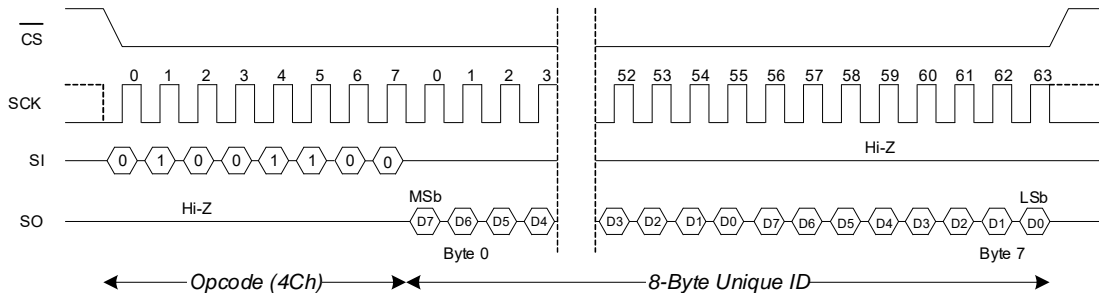 CS
0 1 2 3 4 5 6 7 0 1 2 3 52 53 54 55 56 57 58 59 60 61 62 63
SCK
Hi-Z
SI 0 1 0 0 1 1 0 0
MSb LSb
Hi-Z
SO D7 D6 D5 D4 D3 D2 D1 D0 D7 D6 D5 D4 D3 D2 D1 D0
Byte 0 Byte 7
Opcode (4Ch) 8-Byte Unique ID